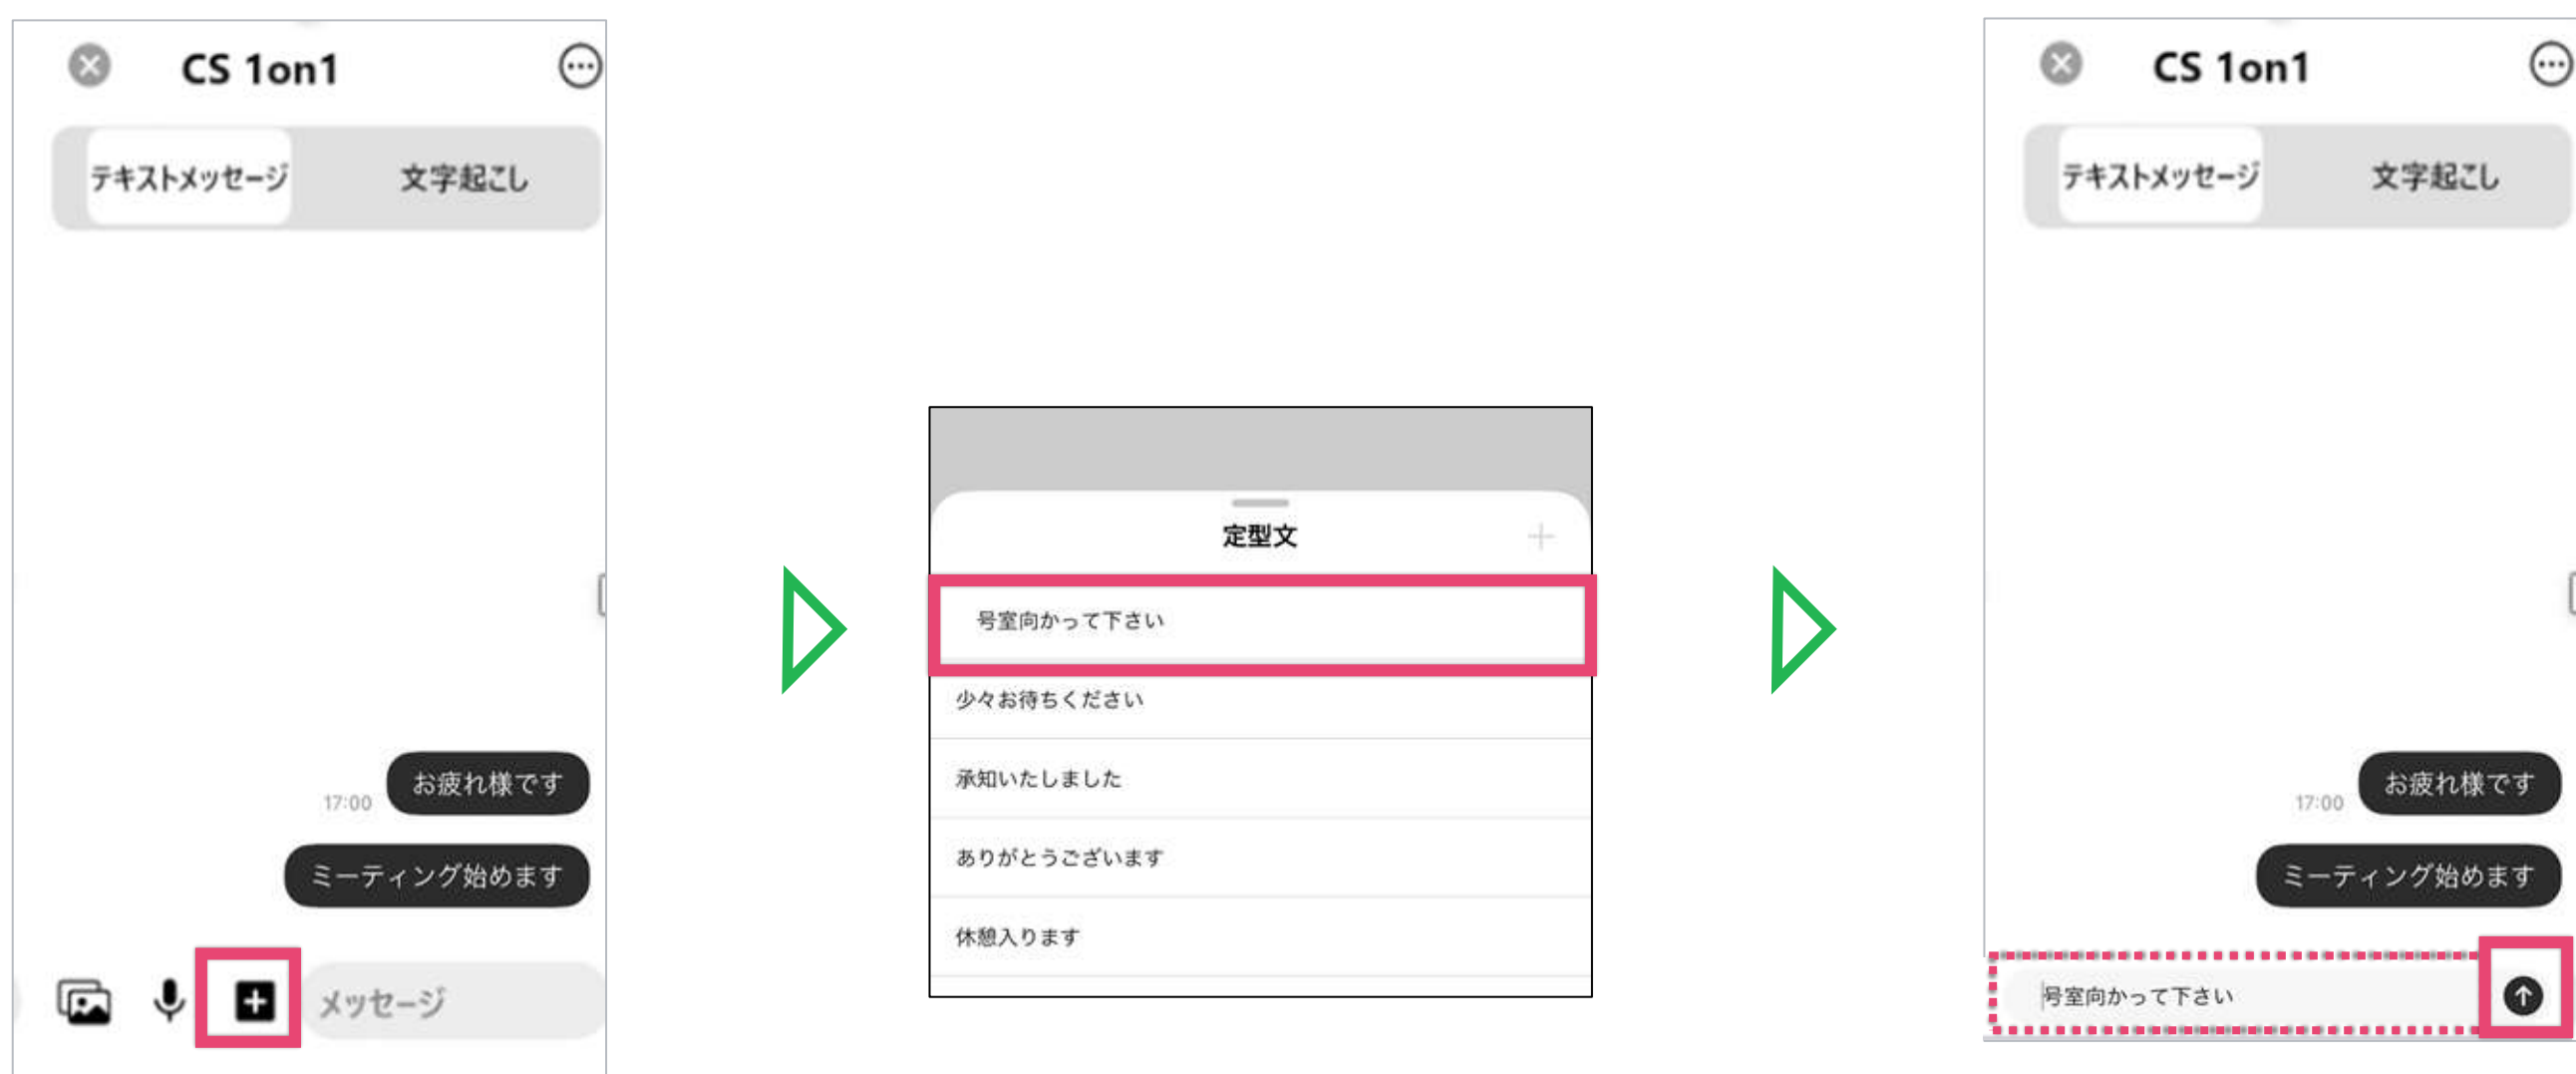 CS 1on1
テキストメッセージ 文字起こし
お疲れ様です
17:00
ミーティング始めます
メッセージ
定型文
号室向かって下さい
少々お待ちください
承知いたしました
ありがとうございます
休憩入ります
CS 1on1
テキストメッセージ 文字起こし
お疲れ様です
17:00
ミーティング始めます
号室向かって下さい